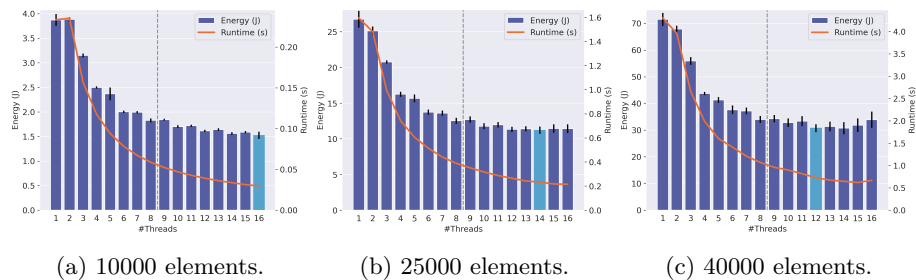 Energy (J)
Runtime (s)
4.0
3.5
3.0
2.5
2.0
1.5
1.0
0.5
0.0
Energy (J)
0.20
0.15
0.10
0.05
0.00
Runtime (s)
1 2 3 4 5 6 7 8 9 10 11 12 13 14 15 16
#Threads
(a) 10000 elements.
Energy (J)
Runtime (s)
25
20
15
10
5
0
Energy (J)
1.6
1.4
1.2
1.0
0.8
0.6
0.4
0.2
0.0
Runtime (s)
1 2 3 4 5 6 7 8 9 10 11 12 13 14 15 16
#Threads
(b) 25000 elements.
Energy (J)
Runtime (s)
70
60
50
40
30
20
10
0
Energy (J)
4.0
3.5
3.0
2.5
2.0
1.5
1.0
0.5
0.0
Runtime (s)
1 2 3 4 5 6 7 8 9 10 11 12 13 14 15 16
#Threads
(c) 40000 elements.